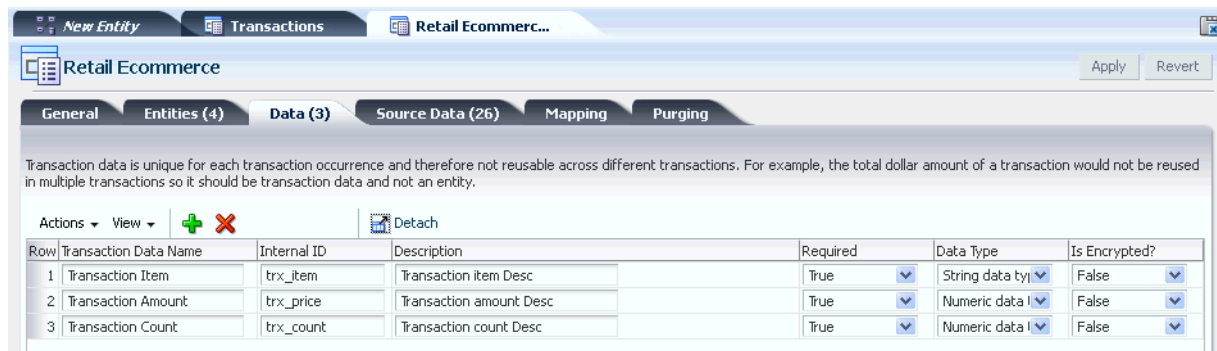 New Entity Transactions Retail Ecommerc...
Retail Ecommerce Apply Revert
General Entities (4) Data (3) Source Data (26) Mapping Purging
Transaction data is unique for each transaction occurrence and therefore not reusable across different transactions. For example, the total dollar amount of a transaction would not be reused
in multiple transactions so it should be transaction data and not an entity.
Actions View Detach
Row Transaction Data Name Internal ID Description Required Data Type Is Encrypted?
1 Transaction Item trx_item Transaction item Desc True String data ty False
2 Transaction Amount trx_price Transaction amount Desc True Numeric data False
3 Transaction Count trx_count Transaction count Desc True Numeric data False